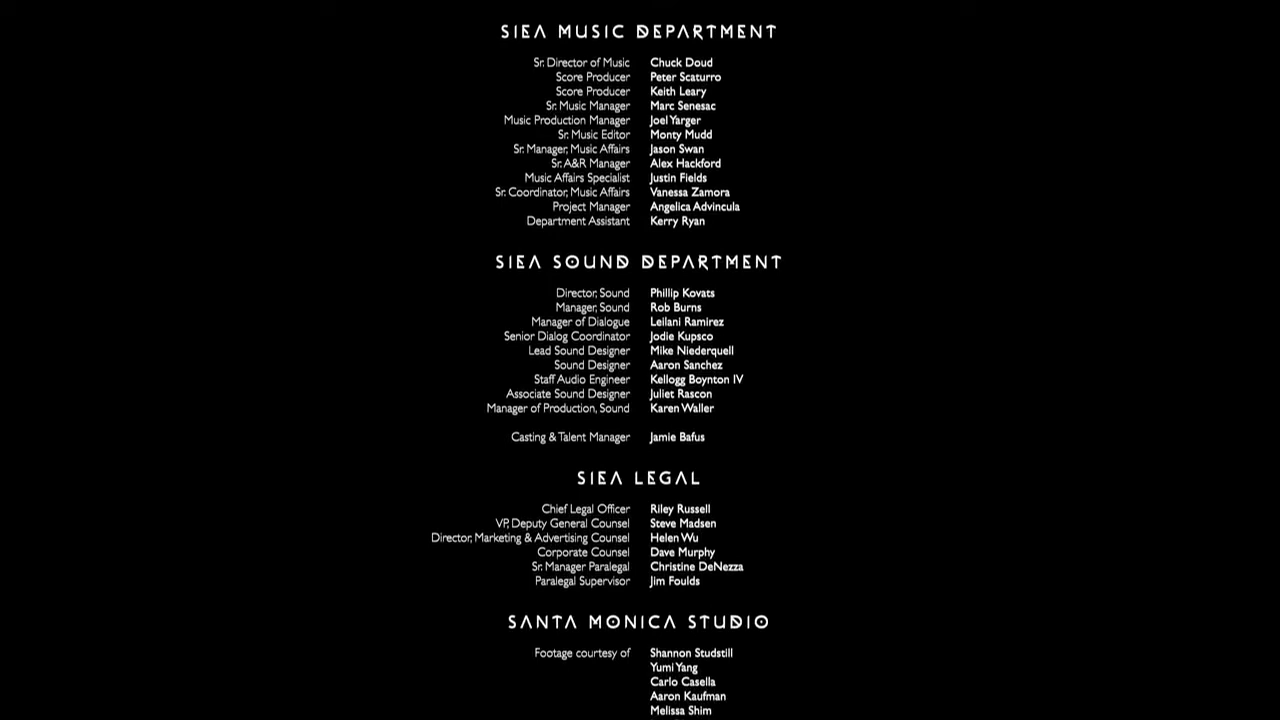 SIEA MUSIC DEPARTMENT
Sr. Director of Music Chuck Doud
Score Producer Peter Scaturro
Score Producer Keith Leary
Sr. Music Manager Marc Senesac
Music Production Manager Joel Yarger
Sr. Music Editor Monty Mudd
Sr. Manager, Music Affairs Jason Swan
Sr. A&R Manager Alex Hackford
Music Affairs Specialist Justin Fields
Sr. Coordinator, Music Affairs Vanessa Zamora
Project Manager Angelica Advincula
Department Assistant Kerry Ryan
SIEA SOUND DEPARTMENT
Director, Sound Phillip Kovats
Manager, Sound Rob Burns
Manager of Dialogue Leilani Ramirez
Senior Dialog Coordinator Jodie Kupsco
Lead Sound Designer Mike Niederquell
Sound Designer Aaron Sanchez
Staff Audio Engineer Kellogg Boynton IV
Associate Sound Designer Juliet Rascon
Manager of Production, Sound Karen Waller
Casting & Talent Manager Jamie Bafus
SIEA LEGAL
Chief Legal Officer Riley Russell
VP, Deputy General Counsel Steve Madsen
Director, Marketing & Advertising Counsel Helen Wu
Corporate Counsel Dave Murphy
Sr. Manager Paralegal Christine DeNezza
Paralegal Supervisor Jim Foulds
SANTA MONICA STUDIO
Footage courtesy of Shannon Studstill
Yumi Yang
Carlo Casella
Aaron Kaufman
Melissa Shim